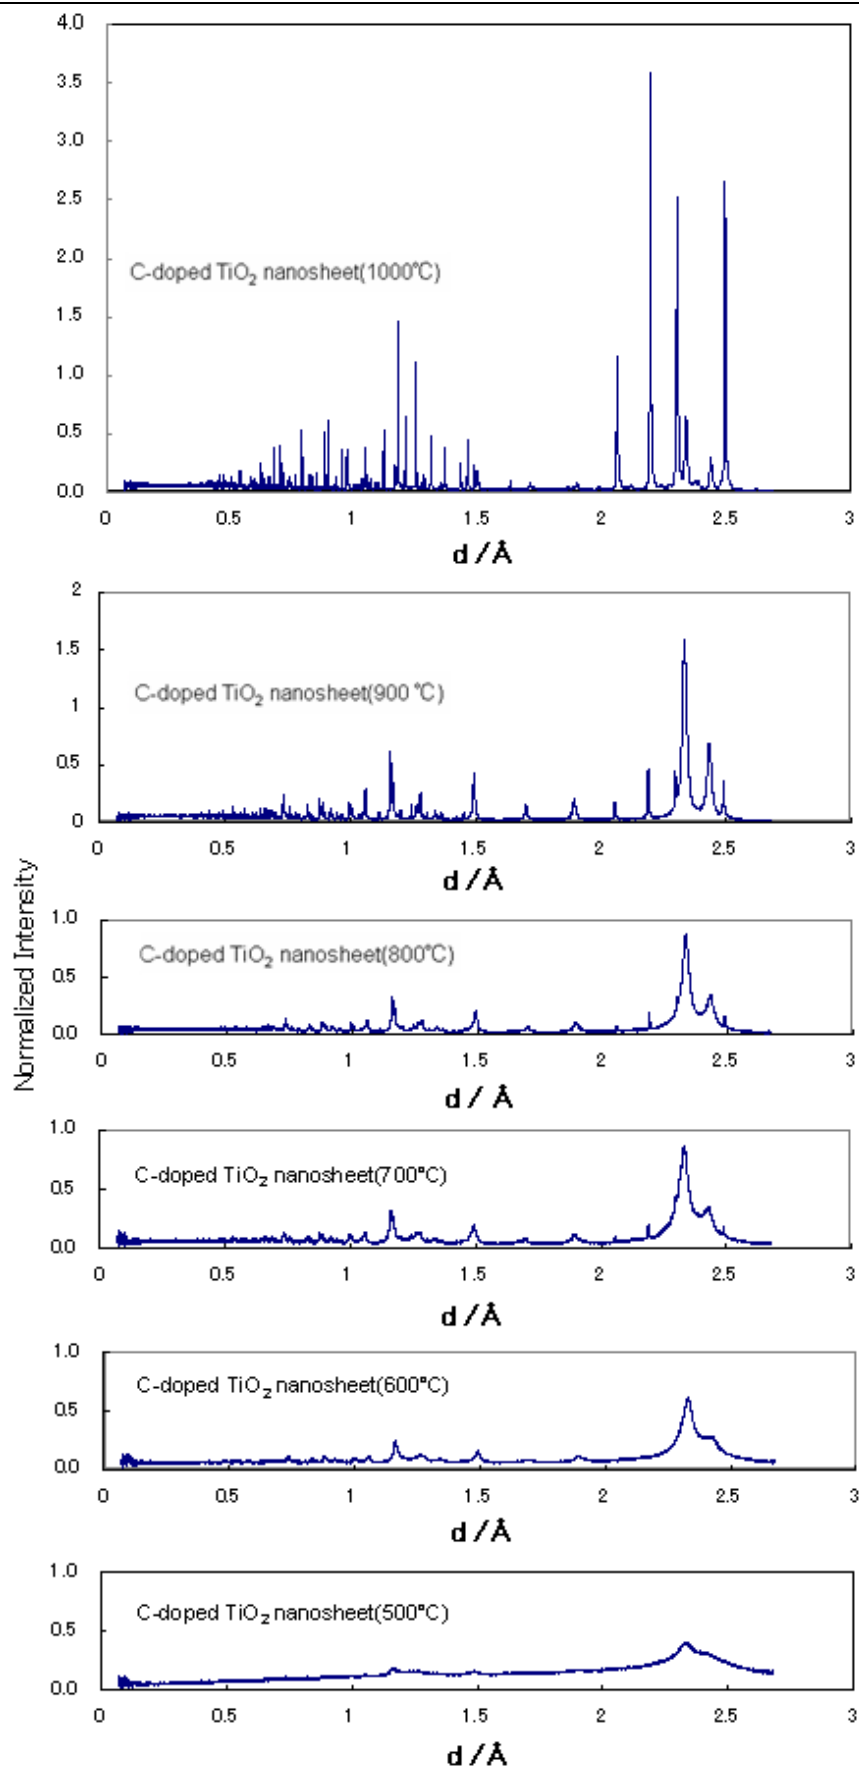 4.0
3.5
3.0
2.5
2.0
C-doped TiO₂ nanosheet(1000℃)
1.5
1.0
0.5
0.0
0 0.5 1 1.5 2 2.5 3
d /Å
2
1.5
C-doped TiO₂ nanosheet(900 ℃)
1
0.5
0
0 0.5 1 1.5 2 2.5 3
d /Å
Normalized Intensity
1.0
C-doped TiO₂ nanosheet(800℃)
0.5
0.0
0 0.5 1 1.5 2 2.5 3
d / Å
1.0
C-doped TiO₂ nanosheet(700°C)
0.5
0.0
0 0.5 1 1.5 2 2.5 3
d /Å
1.0
C-doped TiO₂ nanosheet(600°C)
0.5
0.0
0 0.5 1 1.5 2 2.5 3
d /Å
1.0
C-doped TiO₂ nanosheet(500°C)
0.5
0.0
0 0.5 1 1.5 2 2.5 3
d /Å